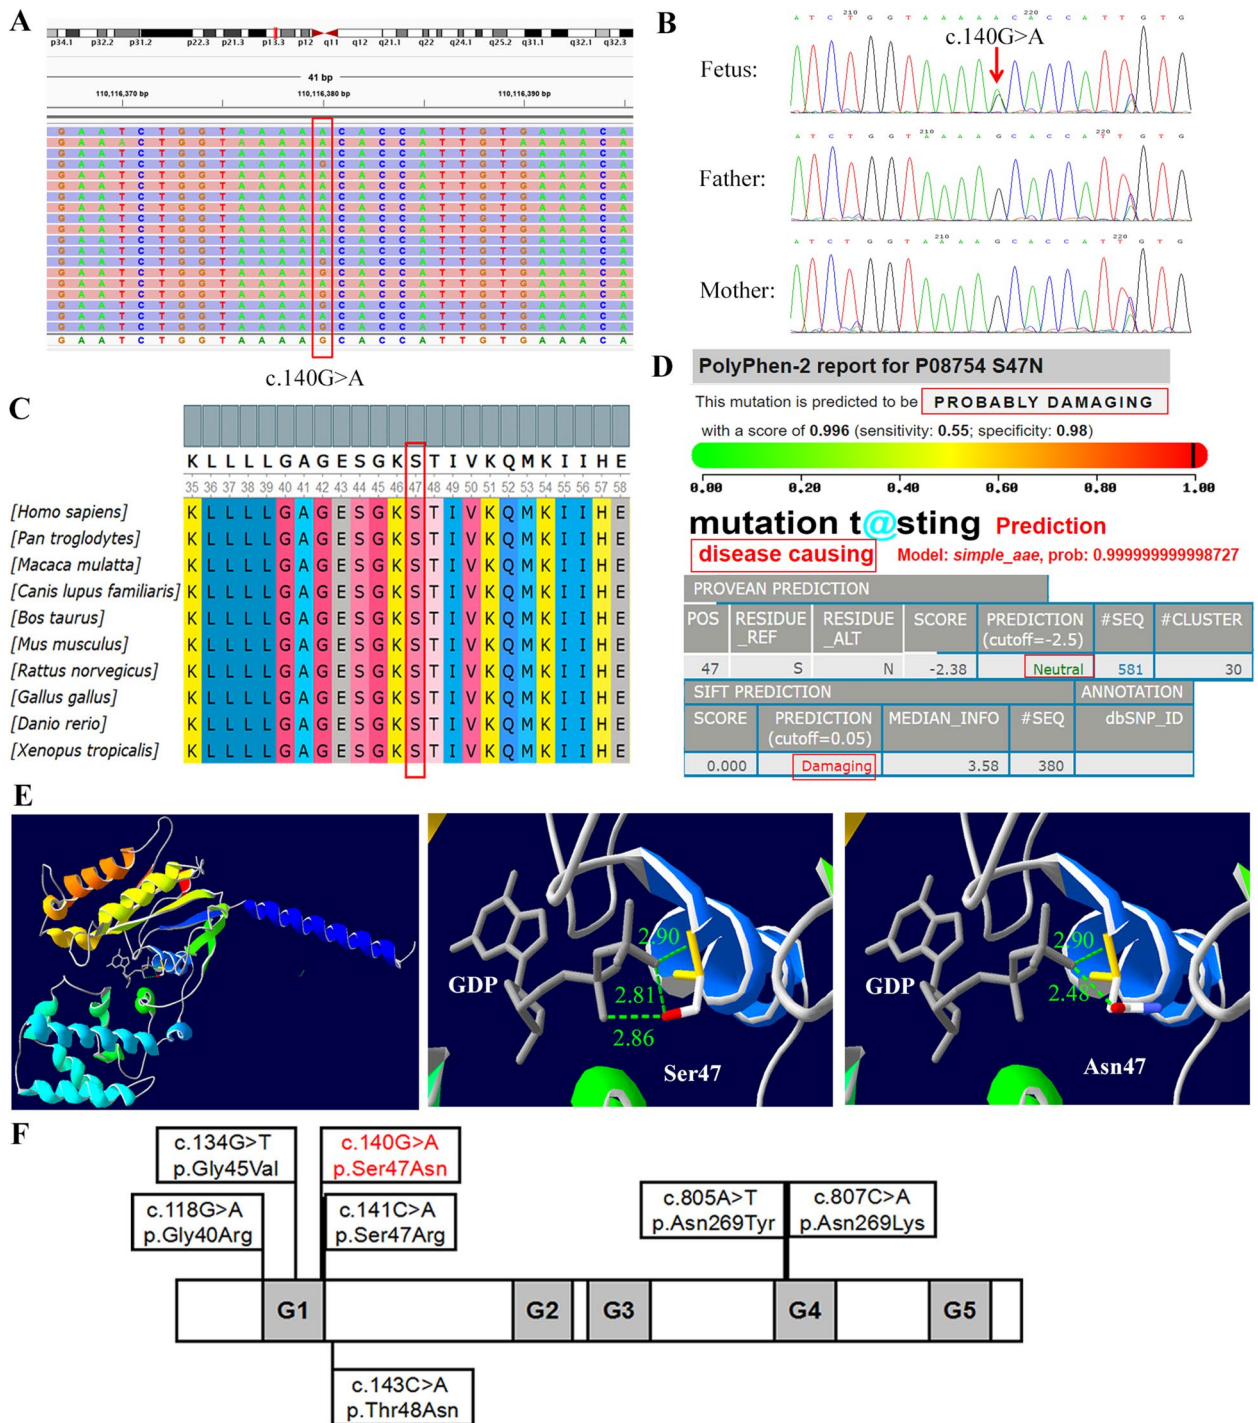 A
p34.1 p32.2 p31.2 p22.3 p21.3 p13.3 p12 q11 q12 q21.1 q22 q24.1 q25.2 q31.1 q32.1 q32.3
41 bp
110,116,370 bp 110,116,380 bp 110,116,390 bp
G A A T C T G G T A A A A G C A C C A T T G T G A A A C A
c.140G>A
B
210 220
c.140G>A
Fetus:
210 220
Father:
210 220
Mother:
C
K L L L L G A G E S G K S T I V K Q M K I I H E
35 36 37 38 39 40 41 42 43 44 45 46 47 48 49 50 51 52 53 54 55 56 57 58
[Homo sapiens] K L L L L G A G E S G K S T I V K Q M K I I H E
[Pan troglodytes] K L L L L G A G E S G K S T I V K Q M K I I H E
[Macaca mulatta] K L L L L G A G E S G K S T I V K Q M K I I H E
[Canis lupus familiaris] K L L L L G A G E S G K S T I V K Q M K I I H E
[Bos taurus] K L L L L G A G E S G K S T I V K Q M K I I H E
[Mus musculus] K L L L L G A G E S G K S T I V K Q M K I I H E
[Rattus norvegicus] K L L L L G A G E S G K S T I V K Q M K I I H E
[Gallus gallus] K L L L L G A G E S G K S T I V K Q M K I I H E
[Danio rerio] K L L L L G A G E S G K S T I V K Q M K I I H E
[Xenopus tropicalis] K L L L L G A G E S G K S T I V K Q M K I I H E
D
PolyPhen-2 report for P08754 S47N
This mutation is predicted to be PROBABLY DAMAGING
with a score of 0.996 (sensitivity: 0.55; specificity: 0.98)
0.00 0.20 0.40 0.60 0.80 1.00
mutation t@sting Prediction
disease causing Model: simple_aae, prob: 0.999999999998727
PROVEAN PREDICTION
POS RESIDUE_REF RESIDUE_ALT SCORE PREDICTION (cutoff=-2.5) #SEQ #CLUSTER
47 S N -2.38 Neutral 581 30
SIFT PREDICTION ANNOTATION
SCORE PREDICTION (cutoff=0.05) MEDIAN_INFO #SEQ dbSNP_ID
0.000 Damaging 3.58 380
E
2.90
GDP
2.81
2.86
Ser47
2.90
GDP
2.48
Asn47
F
c.134G>T
p.Gly45Val
c.140G>A
p.Ser47Asn
c.118G>A
p.Gly40Arg
c.141C>A
p.Ser47Arg
c.805A>T
p.Asn269Tyr
c.807C>A
p.Asn269Lys
G1 G2 G3 G4 G5
c.143C>A
p.Thr48Asn